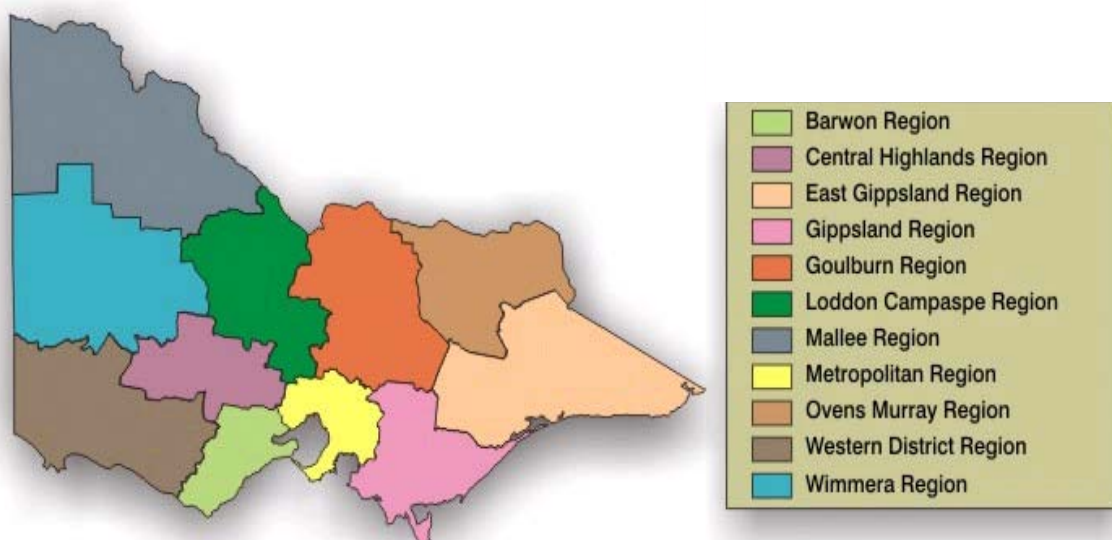 Barwon Region
Central Highlands Region
East Gippsland Region
Gippsland Region
Goulburn Region
Loddon Campaspe Region
Mallee Region
Metropolitan Region
Ovens Murray Region
Western District Region
Wimmera Region